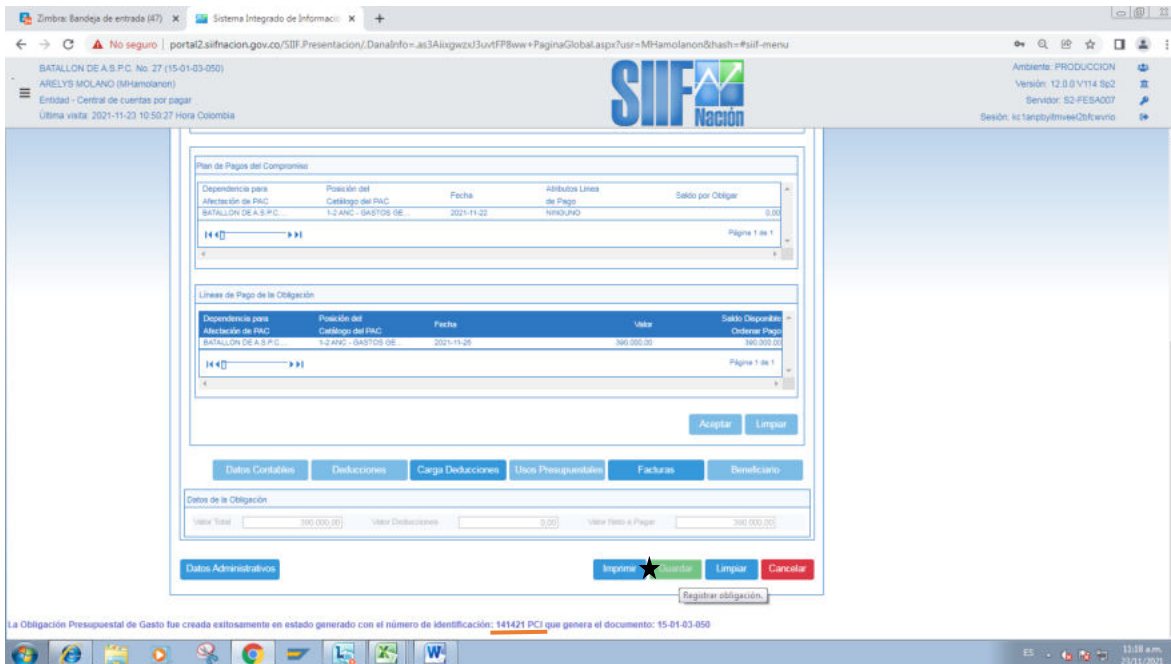 Zimbra: Bandeja de entrada (47)
Sistema Integrado de Informació
No seguro
portal2.siifnacion.gov.co/SIIF.Presentacion/.DanaInfo=.as3Aiixgwzxl3uvtFP8ww+PaginaGlobal.aspx?usr=MHamolanon&hash=#siif-menu
BATALLON DE A.S.P.C. No. 27 (15-01-03-050)
ARELYS MOLANO (MHamolanon)
Entidad - Central de cuentas por pagar
Última visita: 2021-11-23 10:50:27 Hora Colombia
SIIF
Nación
Ambiente: PRODUCCION
Versión: 12.0.0 V114 Sp2
Servidor: S2-FESA007
Sesión:
Plan de Pagos del Compromiso
Dependencia para Afectación de PAC
Posición del Catálogo del PAC
Fecha
Atributos Linea de Pago
Saldo por Obligar
BATALLON DE A.S.P.C....
1-2 ANC - GASTOS GE...
2021-11-22
NINGUNO
0,00
Página 1 de 1
Líneas de Pago de la Obligación
Dependencia para Afectación de PAC
Posición del Catálogo del PAC
Fecha
Valor
Saldo Disponible Ordenar Pago
BATALLON DE A.S.P.C....
1-2 ANC - GASTOS GE...
2021-11-26
390.000,00
390.000,00
Página 1 de 1
Aceptar
Limpiar
Datos Contables
Deducciones
Carga Deducciones
Usos Presupuestales
Facturas
Beneficiario
Datos de la Obligación
Valor Total
390.000,00
Valor Deducciones
0,00
Valor Neto a Pagar
390.000,00
Datos Administrativos
Imprimir
Guardar
Limpiar
Cancelar
Registrar obligación.
La Obligación Presupuestal de Gasto fue creada exitosamente en estado generado con el número de identificación: 141421 PCI que genera el documento: 15-01-03-050
ES
11:18 a.m.
23/11/2021